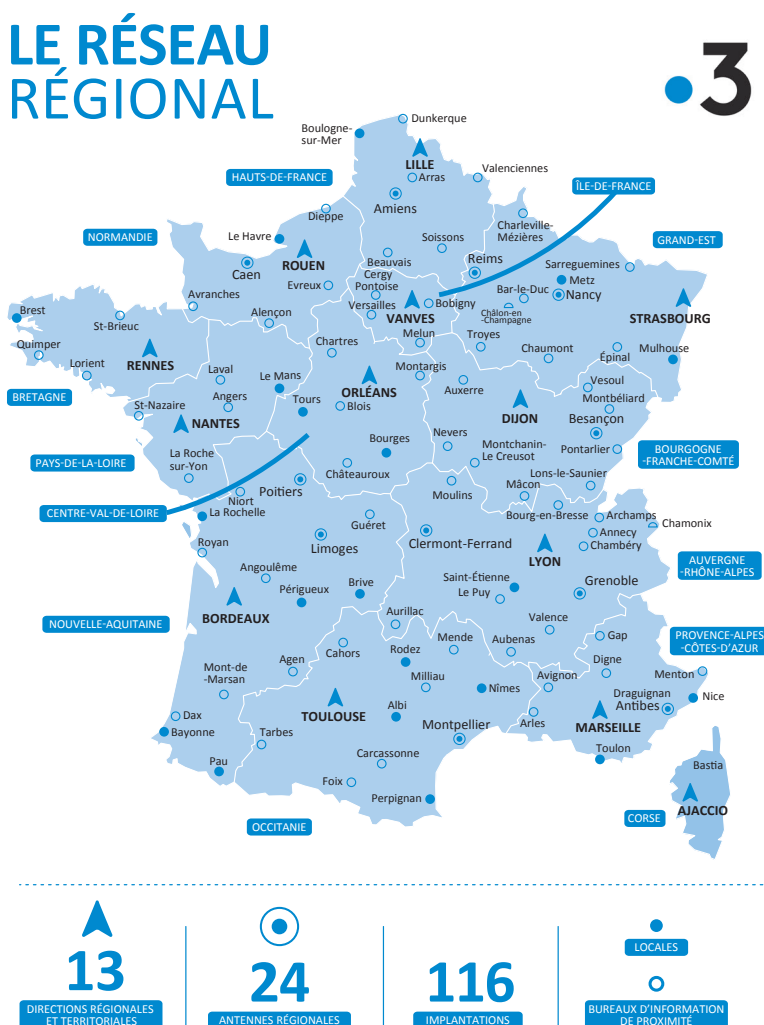 LE RÉSEAU
RÉGIONAL
3
Dunkerque
Boulogne-
sur-Mer
LILLE
Arras
Valenciennes
HAUTS-DE-FRANCE
ÎLE-DE-FRANCE
Amiens
Dieppe
Charleville-
Mézières
NORMANDIE
Le Havre
Soissons
GRAND-EST
ROUEN
Beauvais
Reims
Sarreguemines
Caen
Cergy
Pontoise
Metz
Evreux
Bar-le-Duc
Nancy
Avranches
Versailles
Bobigny
Châlon-en
-Champagne
STRASBOURG
Brest
St-Brieuc
Alençon
VANVES
Quimper
Chartres
Melun
Troyes
Chaumont
Épinal
Mulhouse
RENNES
Lorient
Laval
Le Mans
ORLÉANS
Montargis
Auxerre
Vesoul
BRETAGNE
Angers
Tours
Blois
DIJON
Montbéliard
St-Nazaire
NANTES
Besançon
Bourges
Nevers
Montchanin-
Le Creusot
Pontarlier
BOURGOGNE
-FRANCHE-COMTÉ
PAYS-DE-LA-LOIRE
La Roche
sur-Yon
Châteauroux
Lons-le-Saunier
Poitiers
Moulins
Mâcon
Niort
CENTRE-VAL-DE-LOIRE
La Rochelle
Bourg-en-Bresse
Archamps
Chamonix
Guéret
Annecy
Royan
Limoges
Clermont-Ferrand
Chambéry
LYON
AUVERGNE
-RHÔNE-ALPES
Angoulême
Saint-Étienne
Grenoble
Périgueux
Brive
Le Puy
BORDEAUX
NOUVELLE-AQUITAINE
Aurillac
Valence
Mende
Aubenas
Gap
PROVENCE-ALPES
-CÔTES-D'AZUR
Cahors
Rodez
Agen
Digne
Mont-de
-Marsan
Milliau
Avignon
Menton
Nîmes
Draguignan
Nice
TOULOUSE
Albi
Antibes
Dax
Arles
MARSEILLE
Bayonne
Tarbes
Montpellier
Toulon
Pau
Carcassonne
Bastia
Foix
Perpignan
AJACCIO
CORSE
OCCITANIE
13
DIRECTIONS RÉGIONALES
ET TERRITORIALES
24
ANTENNES RÉGIONALES
116
IMPLANTATIONS
LOCALES
BUREAUX D'INFORMATION
DE PROXIMITÉ